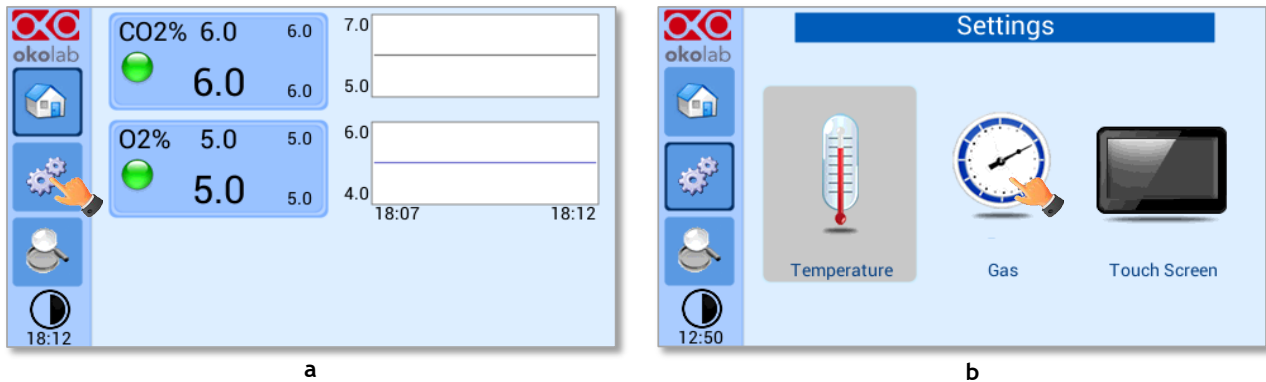 okolab
CO2% 6.0 6.0
6.0 6.0
O2% 5.0 5.0
5.0 5.0
7.0
5.0
6.0
4.0
18:07 18:12
18:12
a
okolab
Settings
Temperature Gas Touch Screen
12:50
b